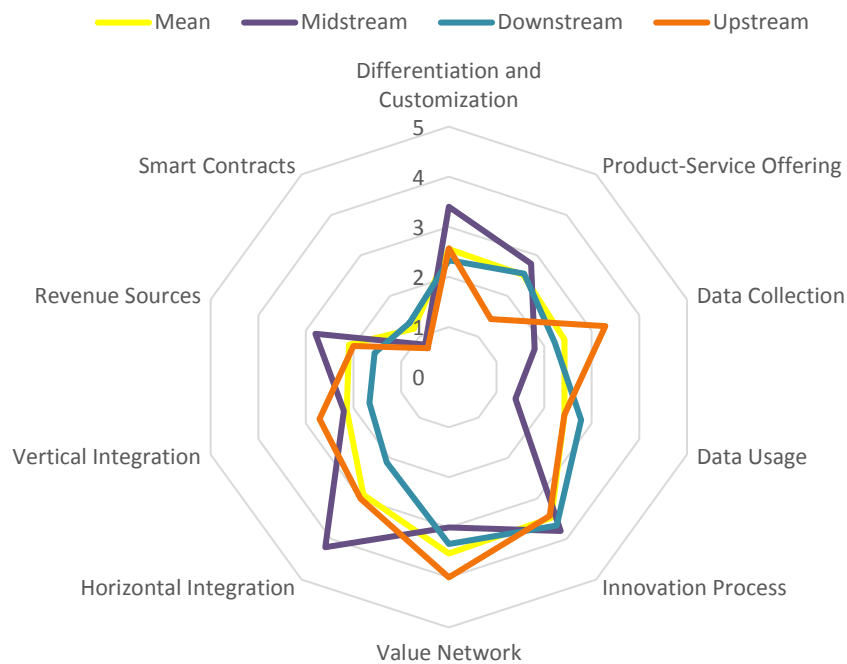 Mean Midstream Downstream Upstream
Differentiation and
Customization
5
Smart Contracts
Product-Service Offering
4
3
2
Revenue Sources
Data Collection
1
0
Vertical Integration
Data Usage
Horizontal Integration
Innovation Process
Value Network